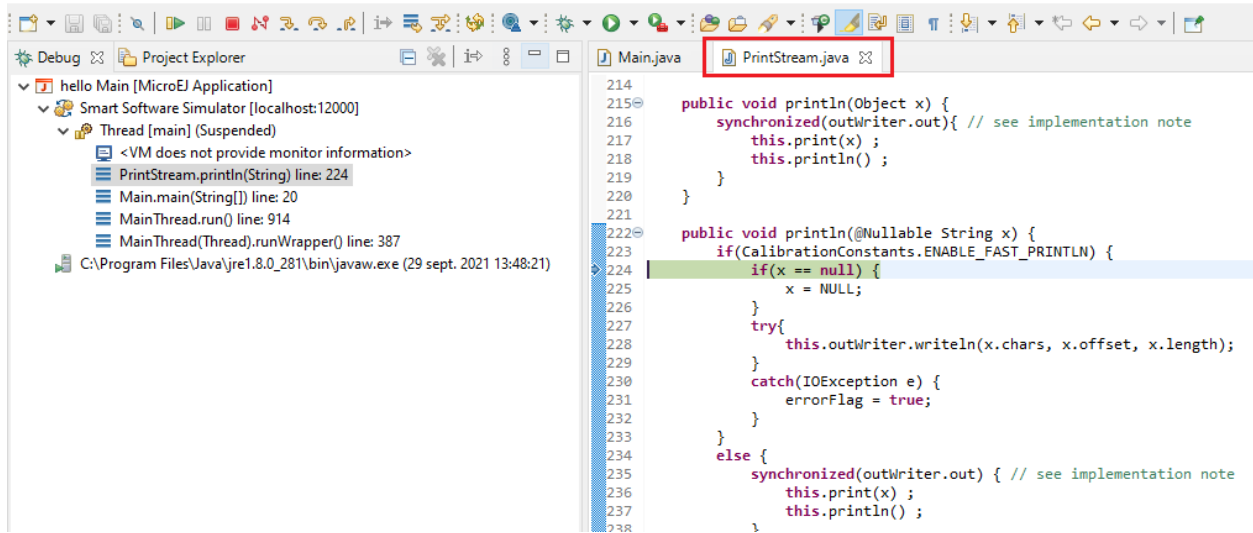 Debug
Project Explorer
hello Main [MicroEJ Application]
Smart Software Simulator [localhost:12000]
Thread [main] (Suspended)
<VM does not provide monitor information>
PrintStream.println(String) line: 224
Main.main(String[]) line: 20
MainThread.run() line: 914
MainThread(Thread).runWrapper() line: 387
C:\Program Files\Java\jre1.8.0_281\bin\javaw.exe (29 sept. 2021 13:48:21)
Main.java
PrintStream.java
214
215 public void println(Object x) {
216 synchronized(outWriter.out){ // see implementation note
217 this.print(x) ;
218 this.println() ;
219 }
220 }
221
222 public void println(@Nullable String x) {
223 if(CalibrationConstants.ENABLE_FAST_PRINTLN) {
224 if(x == null) {
225 x = NULL;
226 }
227 try{
228 this.outWriter.writeln(x.chars, x.offset, x.length);
229 }
230 catch(IOException e) {
231 errorFlag = true;
232 }
233 }
234 else {
235 synchronized(outWriter.out) { // see implementation note
236 this.print(x) ;
237 this.println() ;
238 }